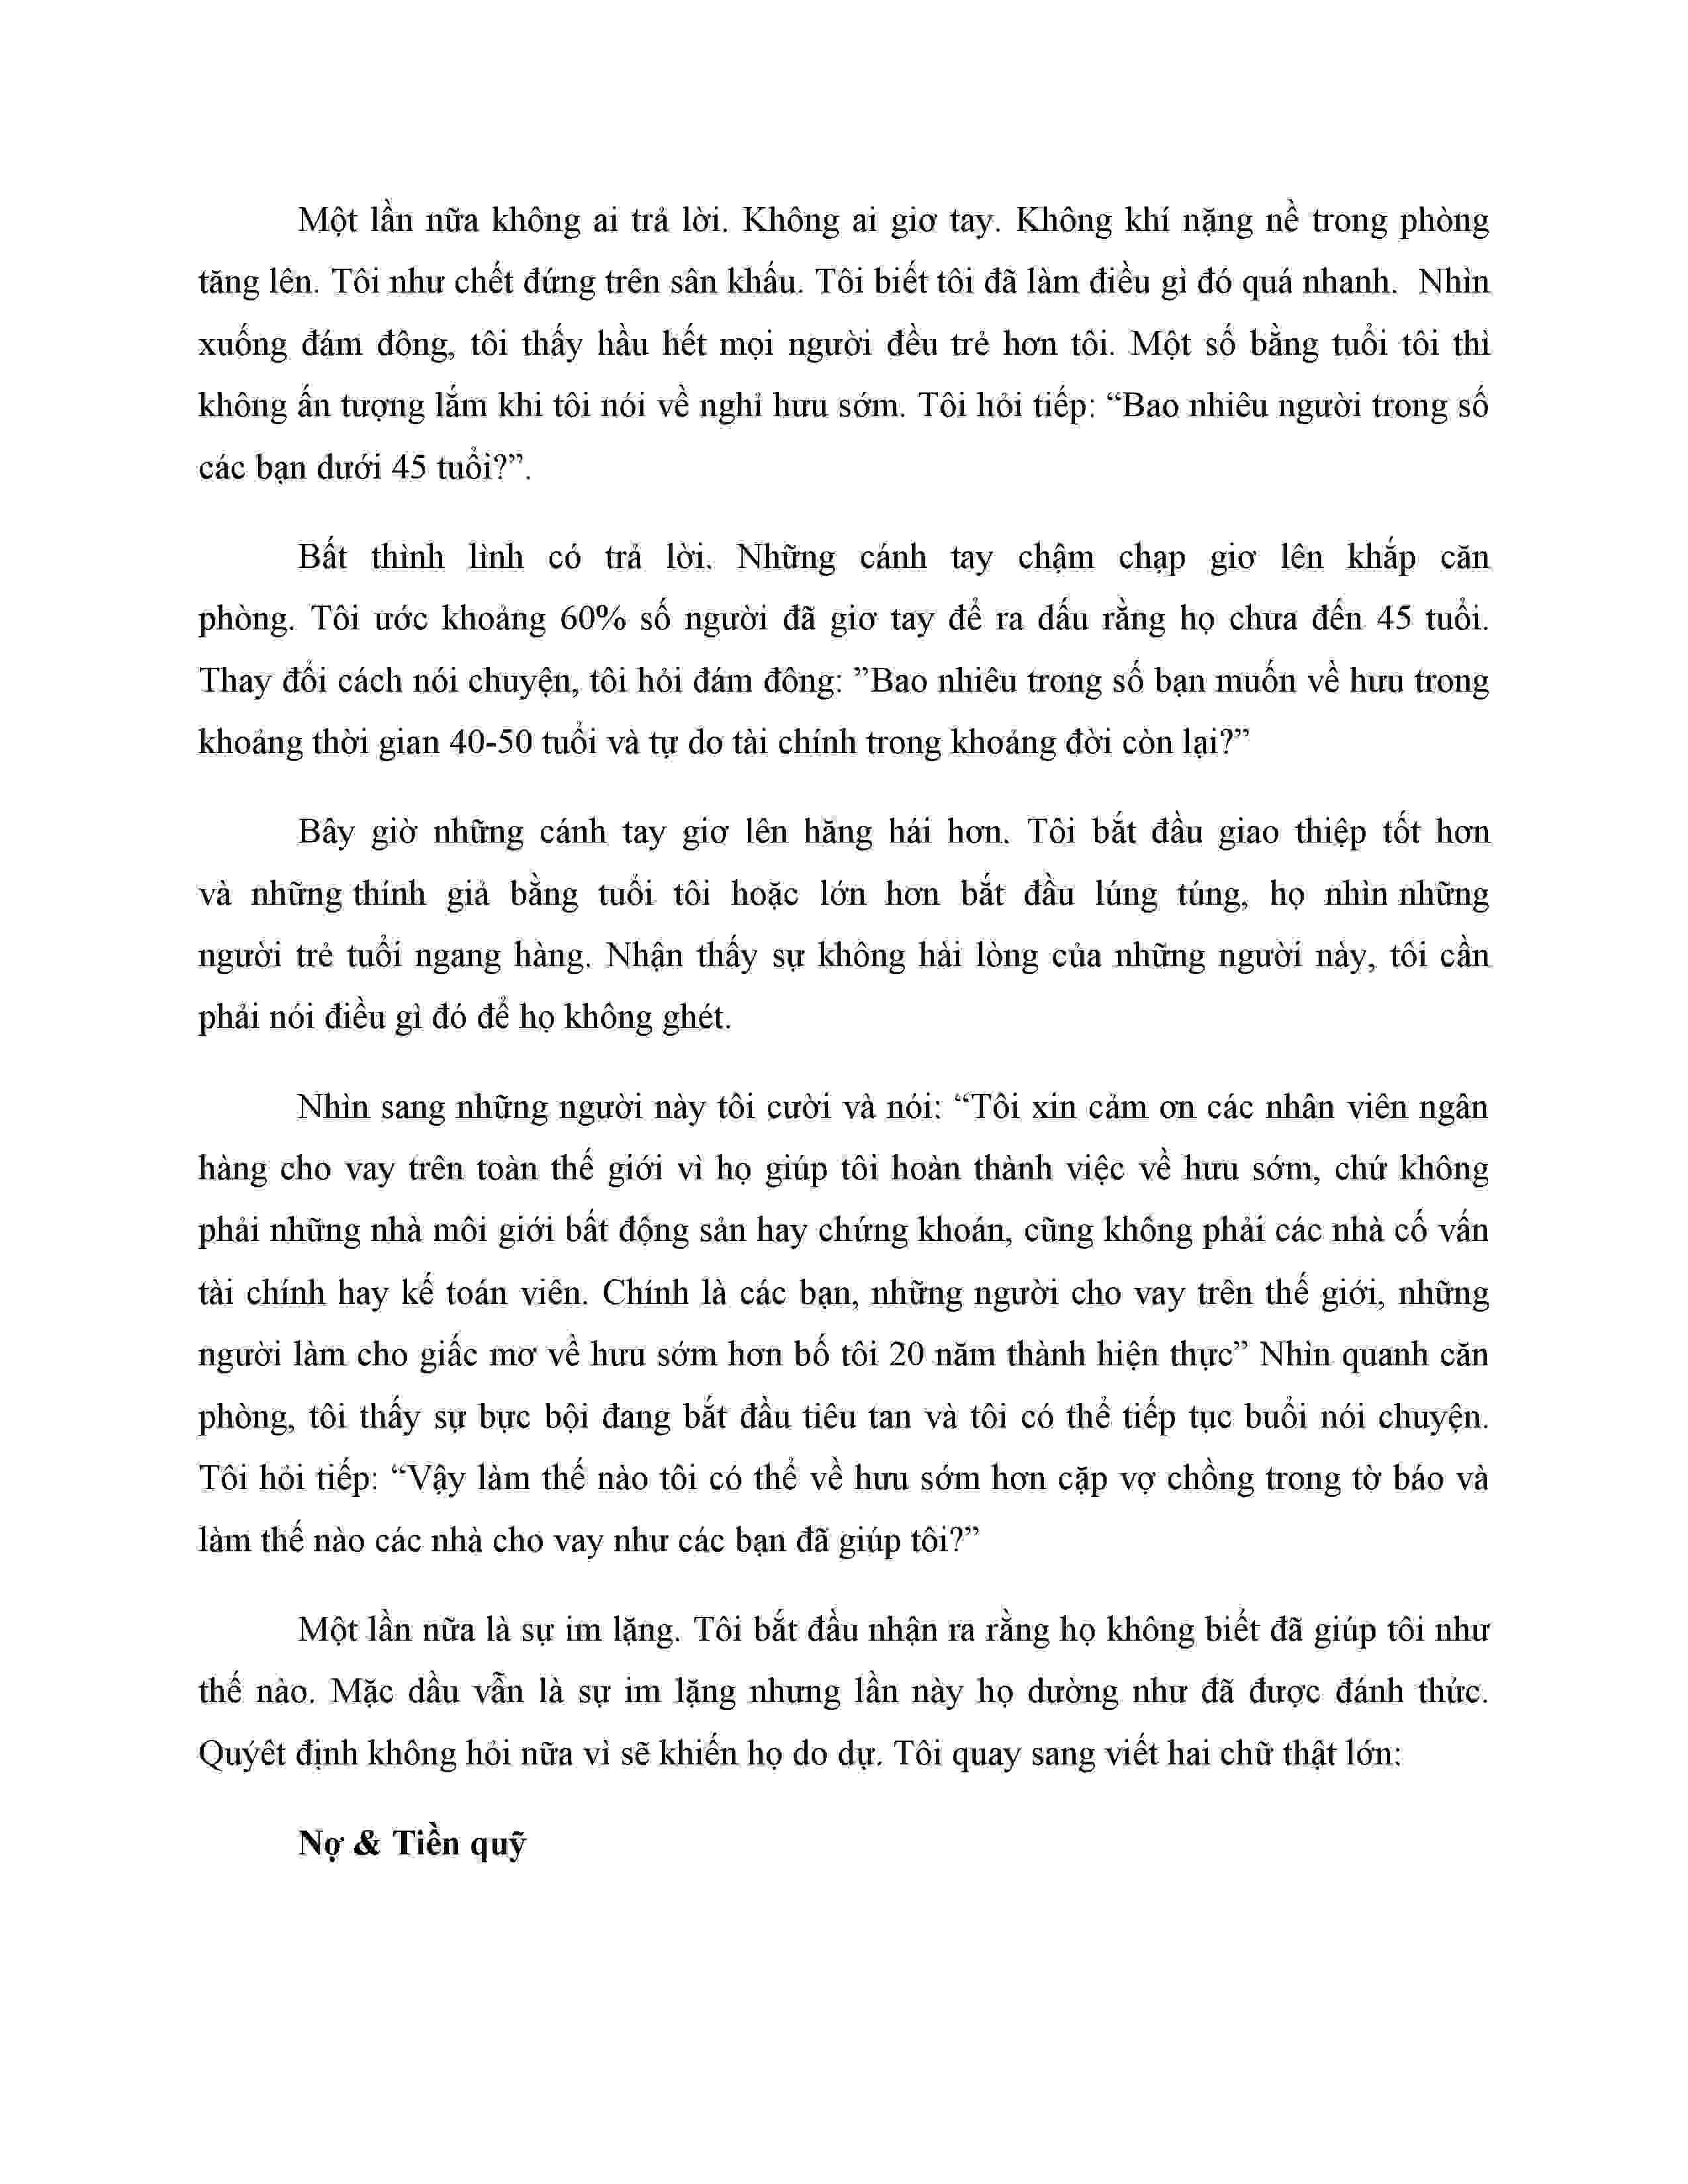 Một lần nữa không ai trả lời. Không ai giơ tay. Không khí nặng nề trong phòng
tăng lên. Tôi như chết đứng trên sân khấu. Tôi biết tôi đã làm điều gì đó quá nhanh.  Nhìn
xuống đám đông, tôi thấy hầu hết mọi người đều trẻ hơn tôi. Một số bằng tuổi tôi thì
không ấn tượng lắm khi tôi nói về nghỉ hưu sớm. Tôi hỏi tiếp: “Bao nhiêu người trong số
các bạn dưới 45 tuổi?”.
Bất thình lình có trả lời. Những cánh tay chậm chạp giơ lên khắp căn
phòng. Tôi ước khoảng 60% số người đã giơ tay để ra dấu rằng họ chưa đến 45 tuổi.
Thay đổi cách nói chuyện, tôi hỏi đám đông: ”Bao nhiêu trong số bạn muốn về hưu trong
khoảng thời gian 40-50 tuổi và tự do tài chính trong khoảng đời còn lại?”
Bây giờ những cánh tay giơ lên hăng hái hơn. Tôi bắt đầu giao thiệp tốt hơn
và những thính giả bằng tuổi tôi hoặc lớn hơn bắt đầu lúng túng, họ nhìn những
người trẻ tuổi ngang hàng. Nhận thấy sự không hài lòng của những người này, tôi cần
phải nói điều gì đó để họ không ghét.
Nhìn sang những người này tôi cười và nói: “Tôi xin cảm ơn các nhân viên ngân
hàng cho vay trên toàn thế giới vì họ giúp tôi hoàn thành việc về hưu sớm, chứ không
phải những nhà môi giới bất động sản hay chứng khoán, cũng không phải các nhà cố vấn
tài chính hay kế toán viên. Chính là các bạn, những người cho vay trên thế giới, những
người làm cho giấc mơ về hưu sớm hơn bố tôi 20 năm thành hiện thực” Nhìn quanh căn
phòng, tôi thấy sự bực bội đang bắt đầu tiêu tan và tôi có thể tiếp tục buổi nói chuyện.
Tôi hỏi tiếp: “Vậy làm thế nào tôi có thể về hưu sớm hơn cặp vợ chồng trong tờ báo và
làm thế nào các nhà cho vay như các bạn đã giúp tôi?”
Một lần nữa là sự im lặng. Tôi bắt đầu nhận ra rằng họ không biết đã giúp tôi như
thế nào. Mặc dầu vẫn là sự im lặng nhưng lần này họ dường như đã được đánh thức.
Quýêt định không hỏi nữa vì sẽ khiến họ do dự. Tôi quay sang viết hai chữ thật lớn:
Nợ & Tiền quỹ